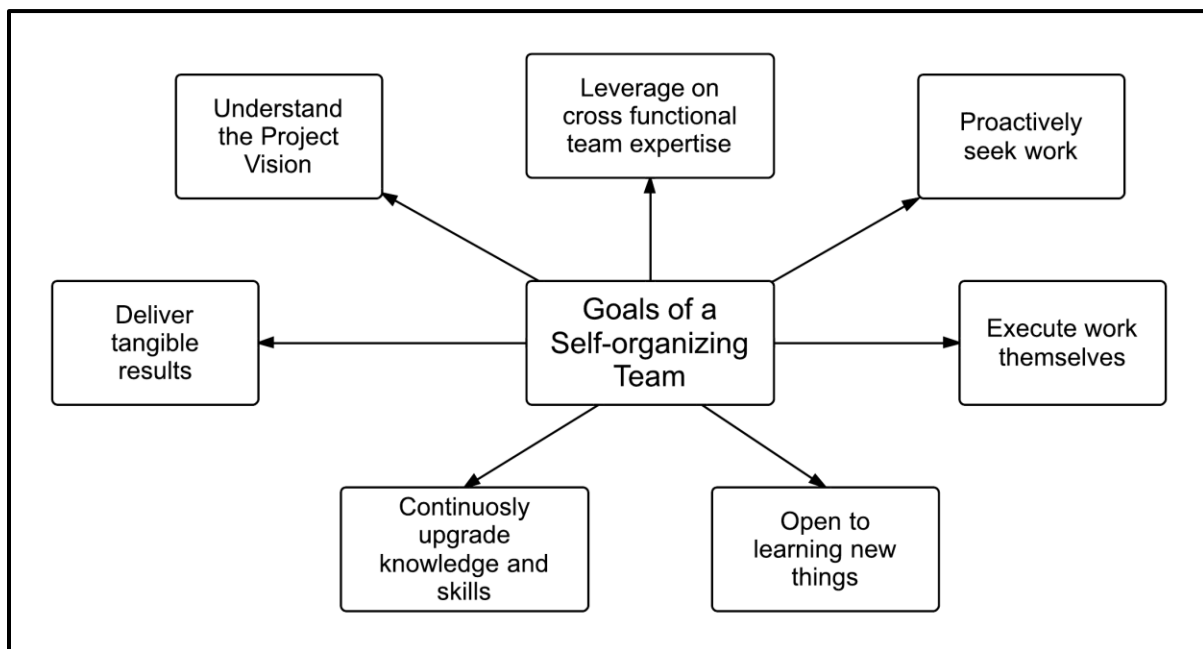 Understand
the Project
Vision
Leverage on
cross functional
team expertise
Proactively
seek work
Deliver
tangible
results
Goals of a
Self-organizing
Team
Execute work
themselves
Continuosly
upgrade
knowledge and
skills
Open to
learning new
things